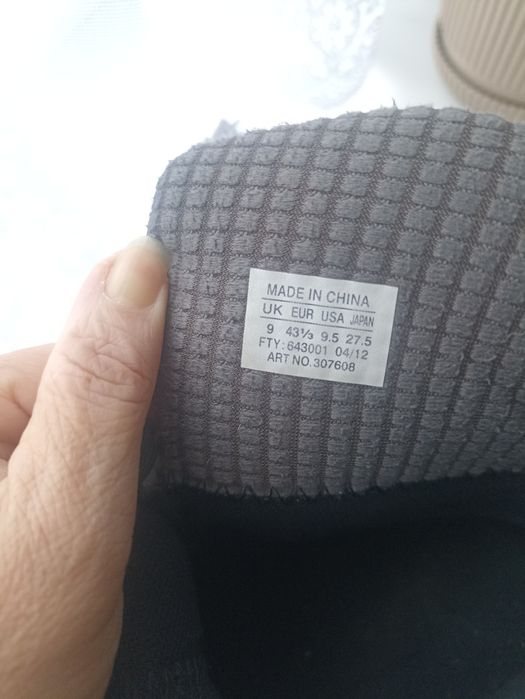 MADE IN CHINA
UK EUR USA JAPAN
9 43⅓ 9.5 27.5
FTY: 643001 04/12
ART NO. 307608